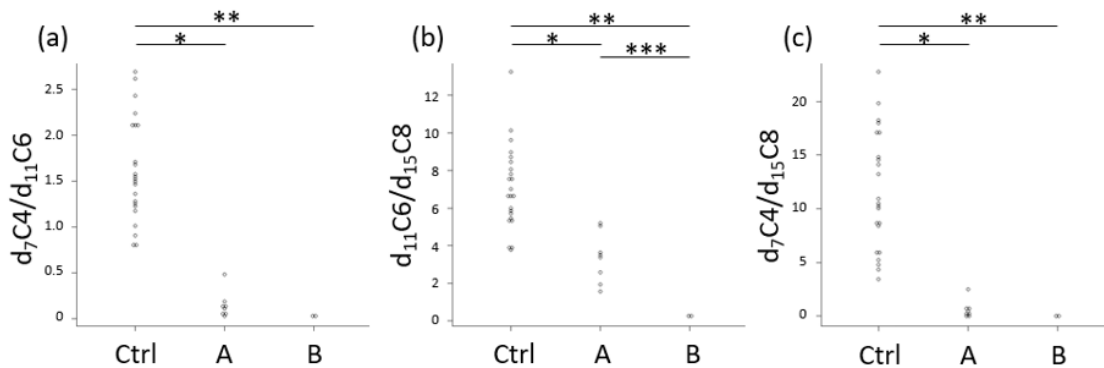 (a)
**
*
d₇C4/d₁₁C6
2.5
2.0
1.5
1.0
0.5
0
Ctrl A B
(b)
**
*
***
d₁₁C6/d₁₅C8
12
10
8
6
4
2
0
Ctrl A B
(c)
**
*
d₇C4/d₁₅C8
20
15
10
5
0
Ctrl A B